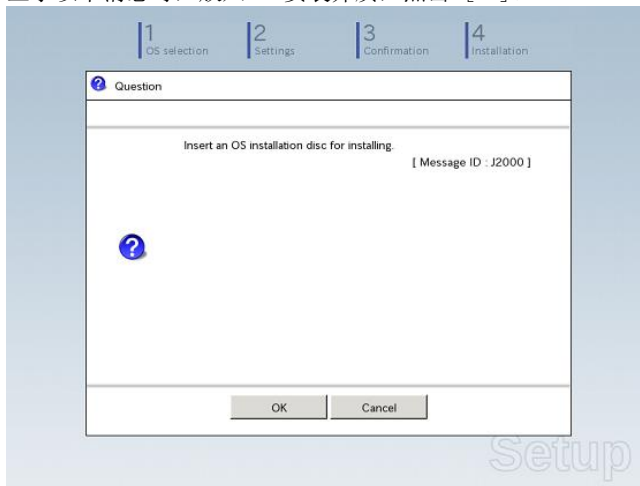 1
OS selection
2
Settings
3
Confirmation
4
Installation
Question
Insert an OS installation disc for installing.
[ Message ID : J2000 ]
OK
Cancel
Setup